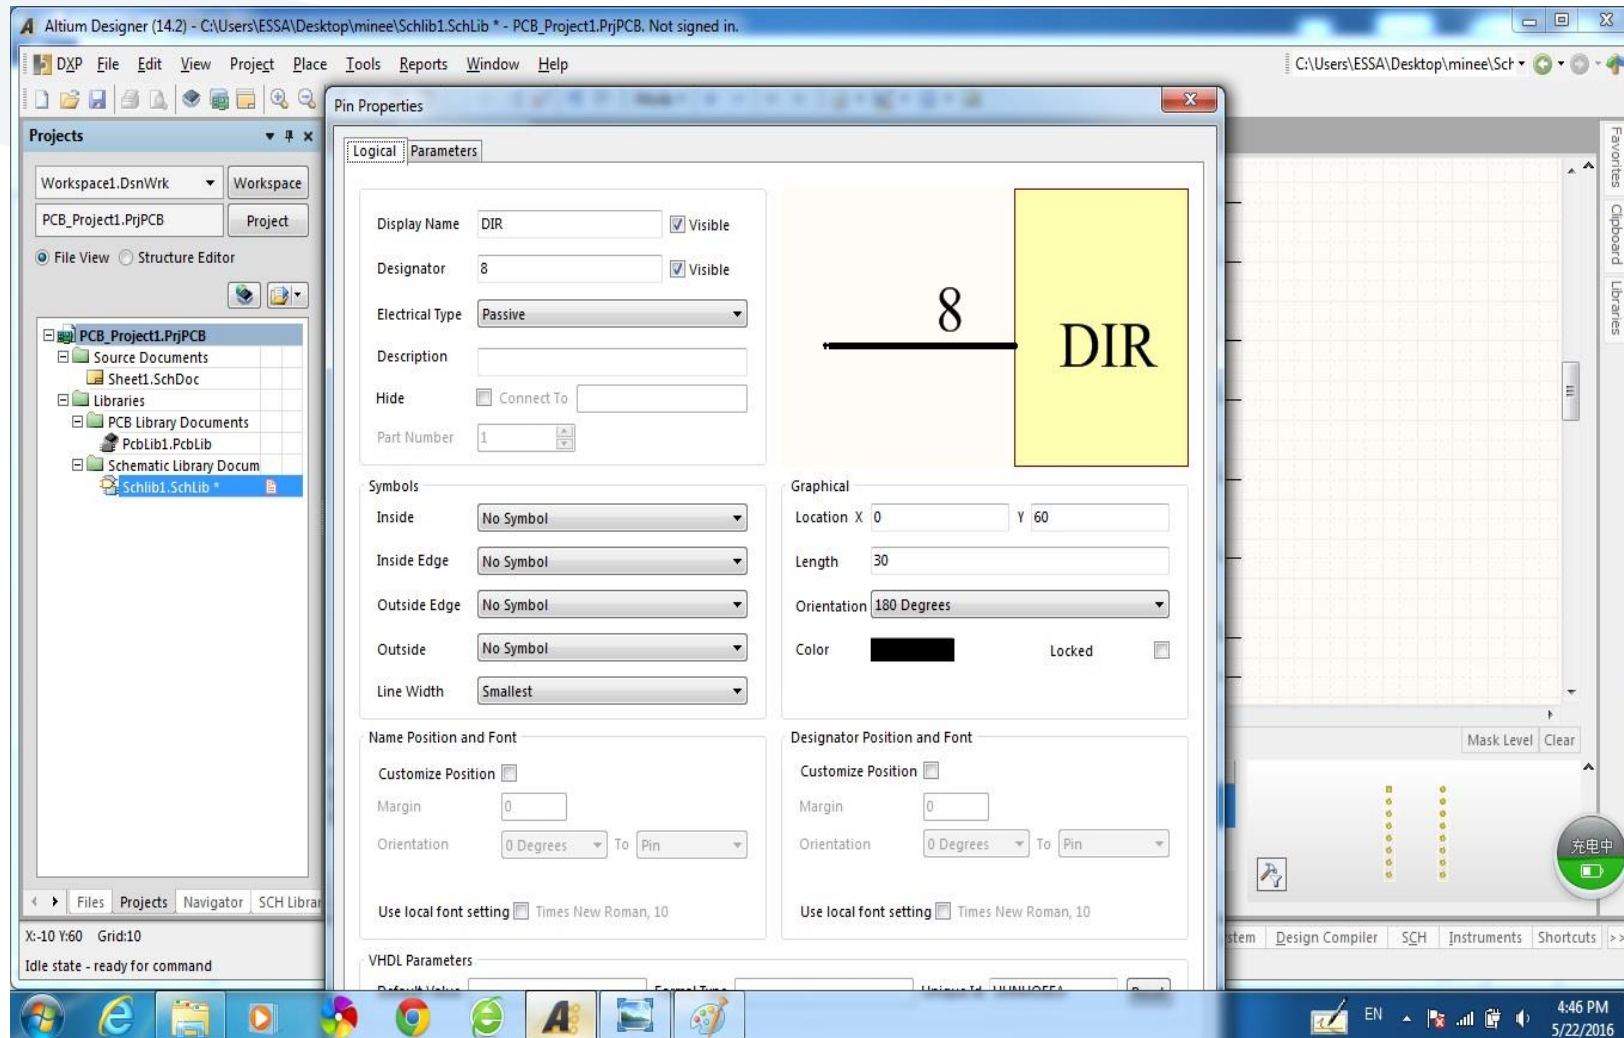 Altium Designer (14.2) - C:\Users\ESSA\Desktop\minee\Schlib1.SchLib * - PCB_Project1.PrjPCB. Not signed in.
DXP File Edit View Project Place Tools Reports Window Help
C:\Users\ESSA\Desktop\minee\Sch
Projects
Workspace1.DsnWrk Workspace
PCB_Project1.PrjPCB Project
File View Structure Editor
PCB_Project1.PrjPCB
Source Documents
Sheet1.SchDoc
Libraries
PCB Library Documents
PcbLib1.PcbLib
Schematic Library Docum
Schlib1.SchLib *
Files Projects Navigator SCH Librar
X:-10 Y:60 Grid:10
Idle state - ready for command
Pin Properties
Logical Parameters
Display Name DIR Visible
Designator 8 Visible
Electrical Type Passive
Description
Hide Connect To
Part Number 1
8
DIR
Symbols
Inside No Symbol
Inside Edge No Symbol
Outside Edge No Symbol
Outside No Symbol
Line Width Smallest
Graphical
Location X 0 Y 60
Length 30
Orientation 180 Degrees
Color Locked
Name Position and Font
Customize Position
Margin 0
Orientation 0 Degrees To Pin
Use local font setting Times New Roman, 10
Designator Position and Font
Customize Position
Margin 0
Orientation 0 Degrees To Pin
Use local font setting Times New Roman, 10
VHDL Parameters
Favorites
Clipboard
Libraries
Mask Level Clear
充电中
stem Design Compiler SCH Instruments Shortcuts >>
EN
4:46 PM
5/22/2016